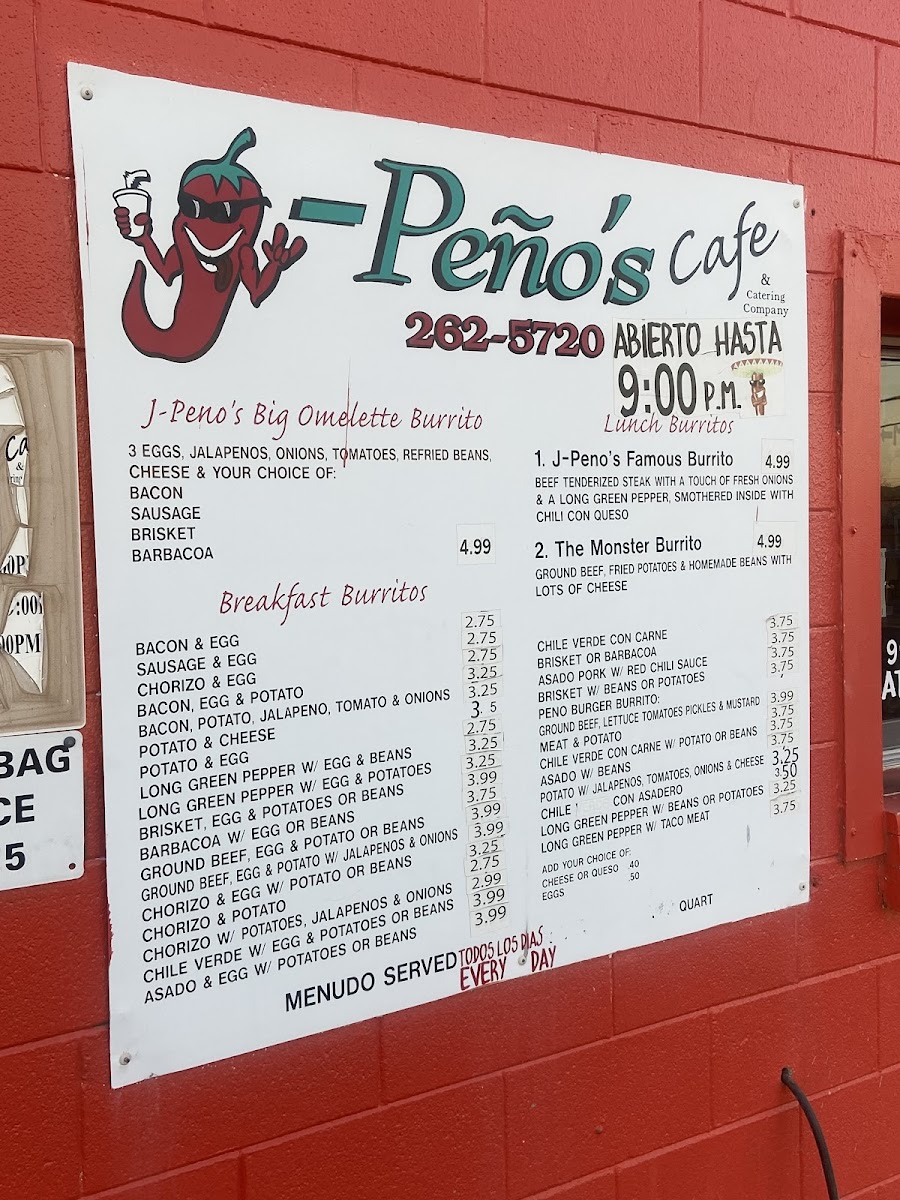 -Peño's Cafe
&
Catering
Company
262-5720
ABIERTO HASTA
9:00 P.M.
J-Peno's Big Omelette Burrito
3 EGGS, JALAPENOS, ONIONS, TOMATOES, REFRIED BEANS,
CHEESE & YOUR CHOICE OF:
BACON
SAUSAGE
BRISKET
BARBACOA 4.99
Breakfast Burritos
BACON & EGG 2.75
SAUSAGE & EGG 2.75
CHORIZO & EGG 2.75
BACON, EGG & POTATO 3.25
BACON, POTATO, JALAPENO, TOMATO & ONIONS 3.25
POTATO & CHEESE 3. 5
POTATO & EGG 2.75
LONG GREEN PEPPER W/ EGG & BEANS 3.25
LONG GREEN PEPPER W/ EGG & POTATOES 3.25
BRISKET, EGG & POTATOES OR BEANS 3.99
BARBACOA W/ EGG OR BEANS 3.75
GROUND BEEF, EGG & POTATO OR BEANS 3.99
GROUND BEEF, EGG & POTATO W/ JALAPENOS & ONIONS 3.99
CHORIZO & EGG W/ POTATO OR BEANS 3.25
CHORIZO & POTATO 2.75
CHORIZO W/ POTATOES, JALAPENOS & ONIONS 2.99
CHILE VERDE W/ EGG & POTATOES OR BEANS 3.99
ASADO & EGG W/ POTATOES OR BEANS 3.99
Lunch Burritos
1. J-Peno's Famous Burrito 4.99
BEEF TENDERIZED STEAK WITH A TOUCH OF FRESH ONIONS
& A LONG GREEN PEPPER, SMOTHERED INSIDE WITH
CHILI CON QUESO
2. The Monster Burrito 4.99
GROUND BEEF, FRIED POTATOES & HOMEMADE BEANS WITH
LOTS OF CHEESE
CHILE VERDE CON CARNE 3.75
BRISKET OR BARBACOA 3.75
ASADO PORK W/ RED CHILI SAUCE 3.75
BRISKET W/ BEANS OR POTATOES 3.75
PENO BURGER BURRITO:
GROUND BEEF, LETTUCE TOMATOES PICKLES & MUSTARD 3.99
MEAT & POTATO 3.75
CHILE VERDE CON CARNE W/ POTATO OR BEANS 3.75
ASADO W/ BEANS 3.75
POTATO W/ JALAPENOS, TOMATOES, ONIONS & CHEESE 3.25
CHILE CON ASADERO 3.50
LONG GREEN PEPPER W/ BEANS OR POTATOES 3.25
LONG GREEN PEPPER W/ TACO MEAT 3.75
ADD YOUR CHOICE OF:
CHEESE OR QUESO .40
EGGS .50
QUART
MENUDO SERVED TODOS LOS DIAS
EVERY DAY
BAG
CE
5